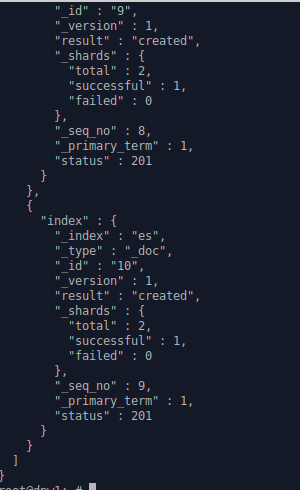 "_id" : "9",
"_version" : 1,
"result" : "created",
"_shards" : {
"total" : 2,
"successful" : 1,
"failed" : 0
},
"_seq_no" : 8,
"_primary_term" : 1,
"status" : 201
}
},
{
"index" : {
"_index" : "es",
"_type" : "_doc",
"_id" : "10",
"_version" : 1,
"result" : "created",
"_shards" : {
"total" : 2,
"successful" : 1,
"failed" : 0
},
"_seq_no" : 9,
"_primary_term" : 1,
"status" : 201
}
}
]
}